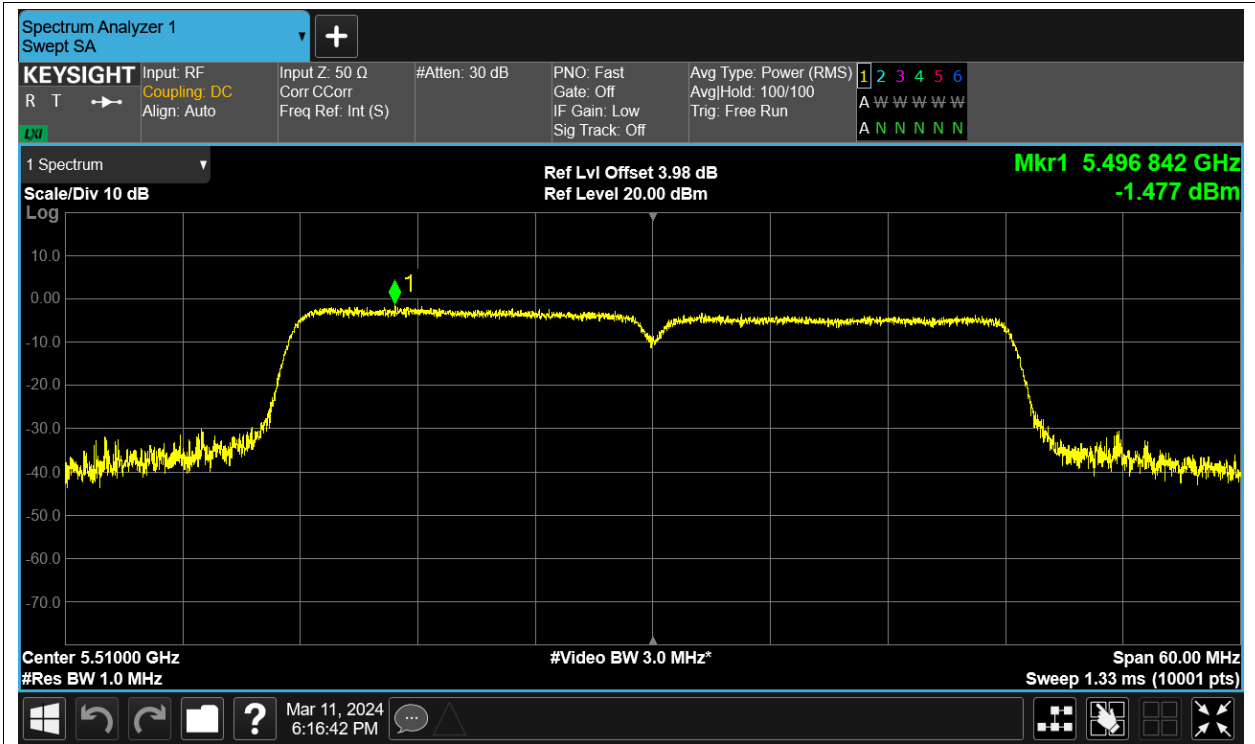 Spectrum Analyzer 1
Swept SA
KEYSIGHT
R T
LXI
Input: RF
Coupling: DC
Align: Auto
Input Z: 50 Ω
Corr CCorr
Freq Ref: Int (S)
#Atten: 30 dB
PNO: Fast
Gate: Off
IF Gain: Low
Sig Track: Off
Avg Type: Power (RMS)
Avg|Hold: 100/100
Trig: Free Run
1 2 3 4 5 6
A W W W W W
A N N N N N
1 Spectrum
Scale/Div 10 dB
Log
Ref Lvl Offset 3.98 dB
Ref Level 20.00 dBm
Mkr1 5.496 842 GHz
-1.477 dBm
1
10.0
0.00
-10.0
-20.0
-30.0
-40.0
-50.0
-60.0
-70.0
Center 5.51000 GHz
#Res BW 1.0 MHz
#Video BW 3.0 MHz*
Span 60.00 MHz
Sweep 1.33 ms (10001 pts)
?
Mar 11, 2024
6:16:42 PM